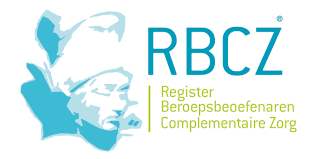 RBCZ®
Register
Beroepsbeoefenaren
Complementaire Zorg